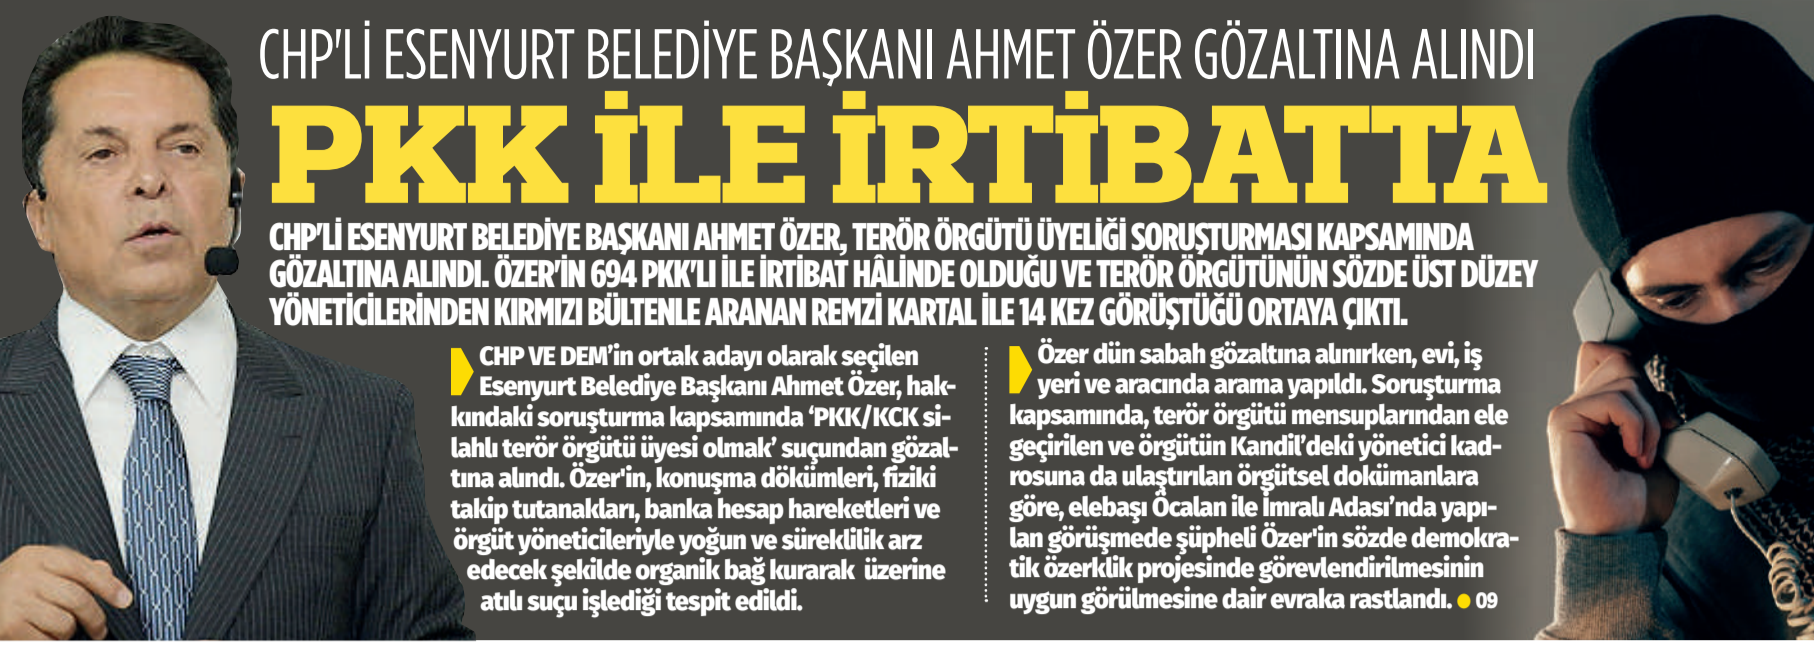 CHP'Lİ ESENYURT BELEDİYE BAŞKANI AHMET ÖZER GÖZALTINA ALINDI
PKK İLE İRTİBATTA
CHP'Lİ ESENYURT BELEDİYE BAŞKANI AHMET ÖZER, TERÖR ÖRGÜTÜ ÜYELİĞİ SORUŞTURMASI KAPSAMINDA
GÖZALTINA ALINDI. ÖZER'İN 694 PKK'LI İLE İRTİBAT HÂLİNDE OLDUĞU VE TERÖR ÖRGÜTÜNÜN SÖZDE ÜST DÜZEY
YÖNETİCİLERİNDEN KIRMIZI BÜLTENLE ARANAN REMZİ KARTAL İLE 14 KEZ GÖRÜŞTÜĞÜ ORTAYA ÇIKTI.
CHP VE DEM’in ortak adayı olarak seçilen
Esenyurt Belediye Başkanı Ahmet Özer, hak-
kındaki soruşturma kapsamında ‘PKK/KCK si-
lahlı terör örgütü üyesi olmak’ suçundan gözal-
tına alındı. Özer'in, konuşma dökümleri, fiziki
takip tutanakları, banka hesap hareketleri ve
örgüt yöneticileriyle yoğun ve süreklilik arz
edecek şekilde organik bağ kurarak üzerine
atılı suçu işlediği tespit edildi.
Özer dün sabah gözaltına alınırken, evi, iş
yeri ve aracında arama yapıldı. Soruşturma
kapsamında, terör örgütü mensuplarından ele
geçirilen ve örgütün Kandil’deki yönetici kad-
rosuna da ulaştırılan örgütsel dokümanlara
göre, elebaşı Öcalan ile İmralı Adası’nda yapı-
lan görüşmede şüpheli Özer'in sözde demokra-
tik özerklik projesinde görevlendirilmesinin
uygun görülmesine dair evraka rastlandı. ● 09